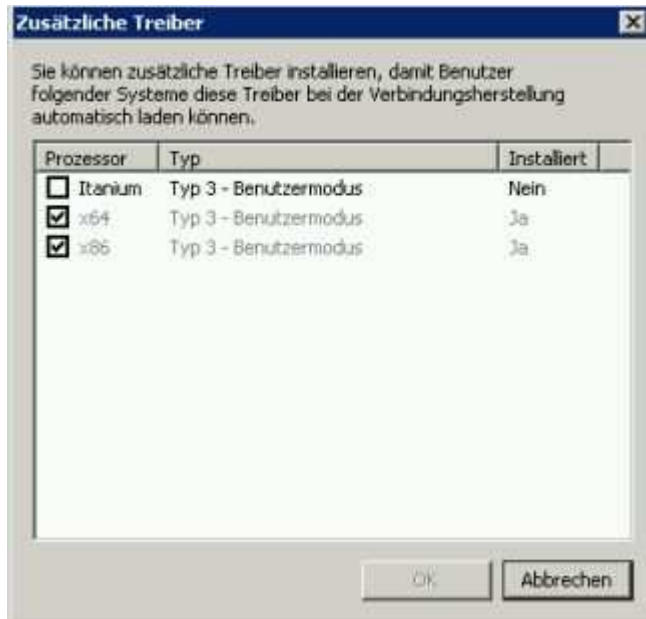 Zusätzliche Treiber
Sie können zusätzliche Treiber installieren, damit Benutzer
folgender Systeme diese Treiber bei der Verbindungsherstellung
automatisch laden können.
Prozessor Typ Installiert
Itanium Typ 3 - Benutzermodus Nein
x64 Typ 3 - Benutzermodus Ja
x86 Typ 3 - Benutzermodus Ja
OK Abbrechen